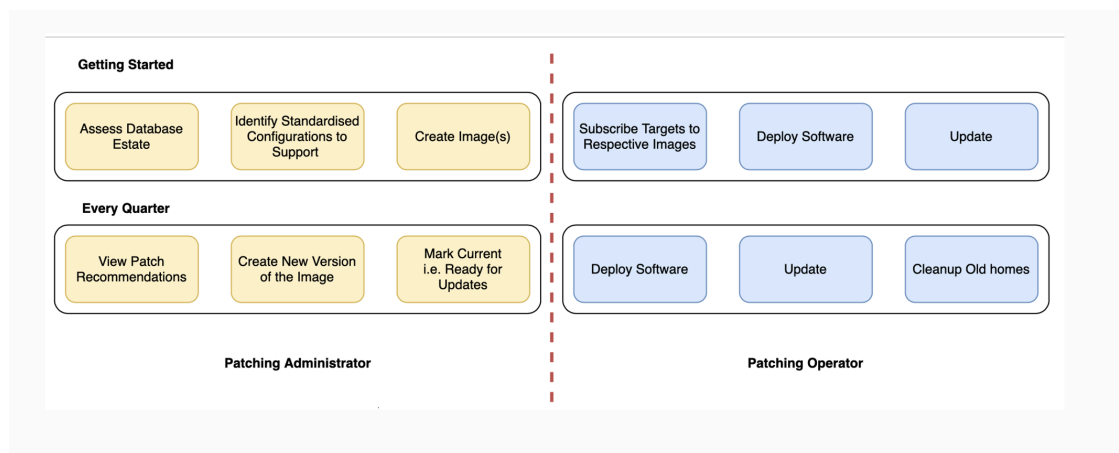 Getting Started
Assess Database
Estate
Identify Standardised
Configurations to
Support
Create Image(s)
Subscribe Targets to
Respective Images
Deploy Software
Update
Every Quarter
View Patch
Recommendations
Create New Version
of the Image
Mark Current
i.e. Ready for
Updates
Deploy Software
Update
Cleanup Old homes
Patching Administrator
Patching Operator